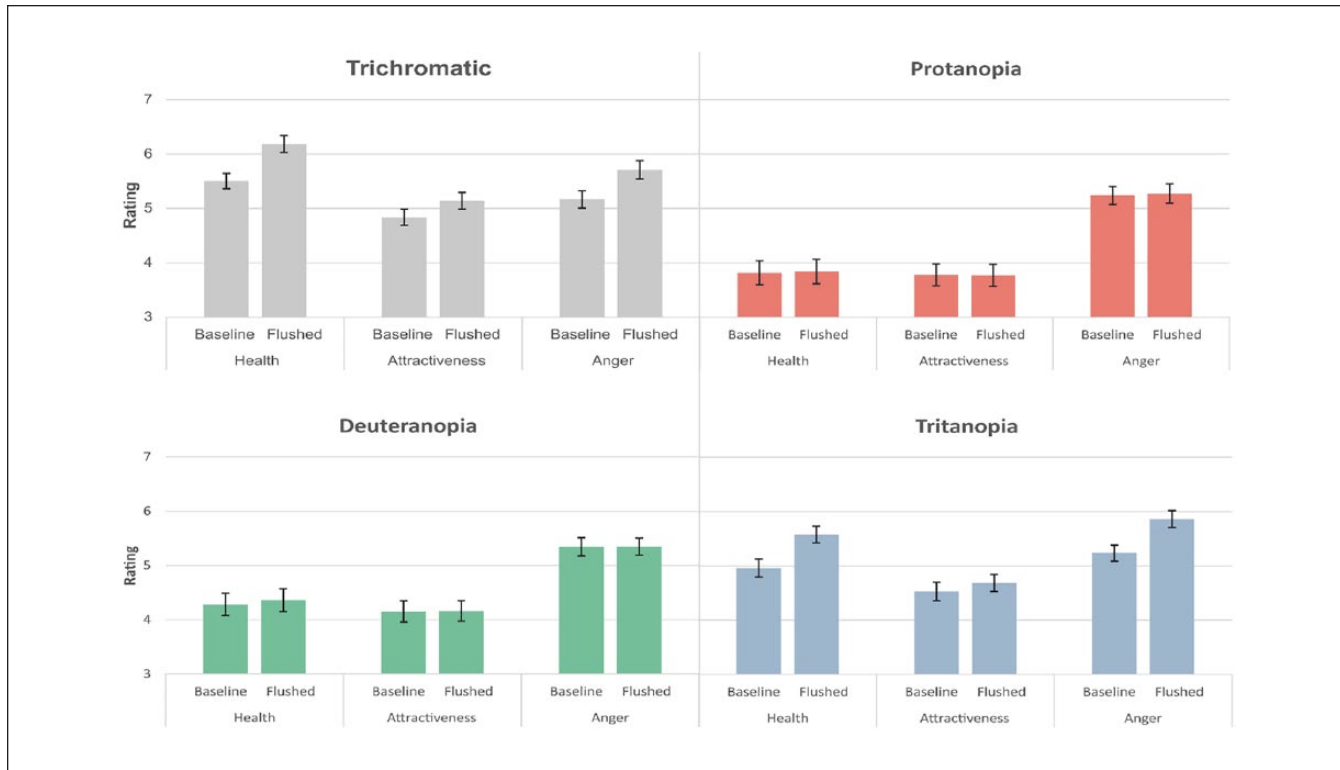 Trichromatic
Protanopia
7
6
5
4
3
Rating
Baseline Flushed Baseline Flushed Baseline Flushed Baseline Flushed Baseline Flushed Baseline Flushed
Health Attractiveness Anger Health Attractiveness Anger
Deuteranopia
Tritanopia
7
6
5
4
3
Rating
Baseline Flushed Baseline Flushed Baseline Flushed Baseline Flushed Baseline Flushed Baseline Flushed
Health Attractiveness Anger Health Attractiveness Anger